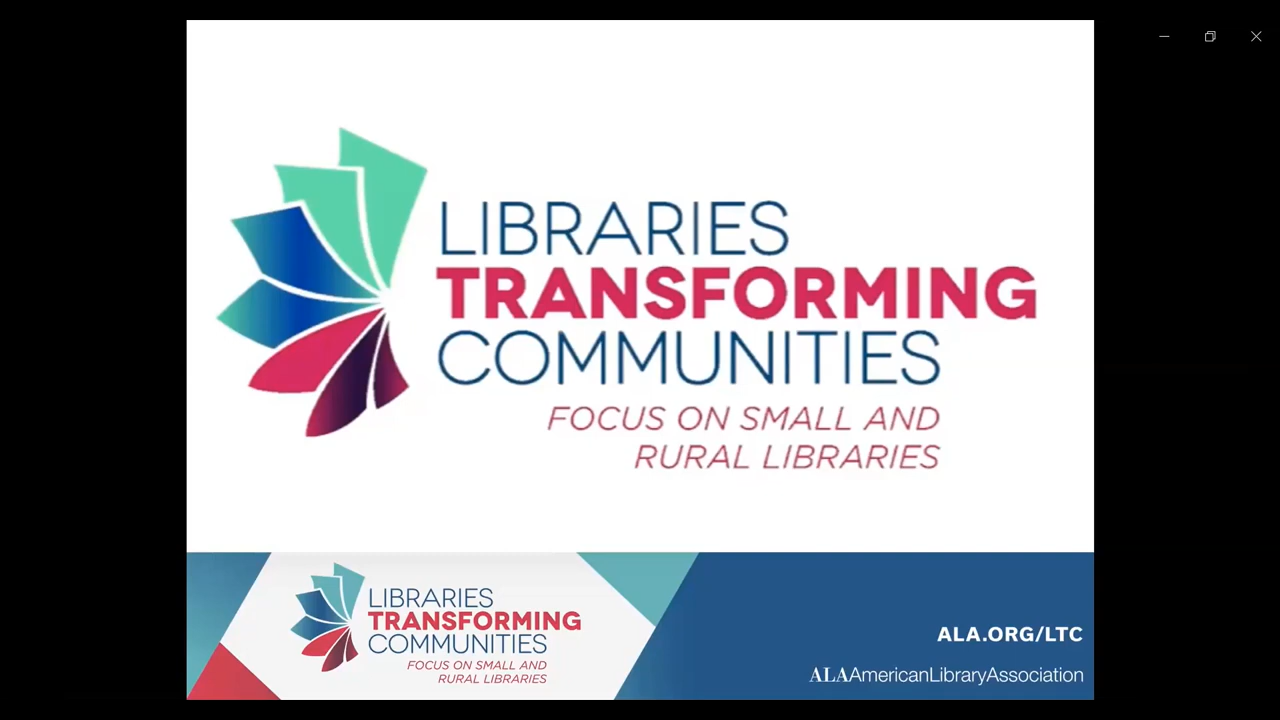 LIBRARIES
TRANSFORMING
COMMUNITIES
FOCUS ON SMALL AND
RURAL LIBRARIES
LIBRARIES
TRANSFORMING
COMMUNITIES
FOCUS ON SMALL AND
RURAL LIBRARIES
ALA.ORG/LTC
ALAAmericanLibraryAssociation